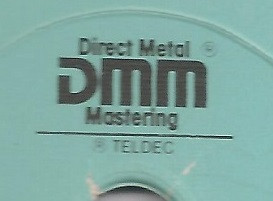 Direct Metal ®
DMM
Mastering
® TELDEC